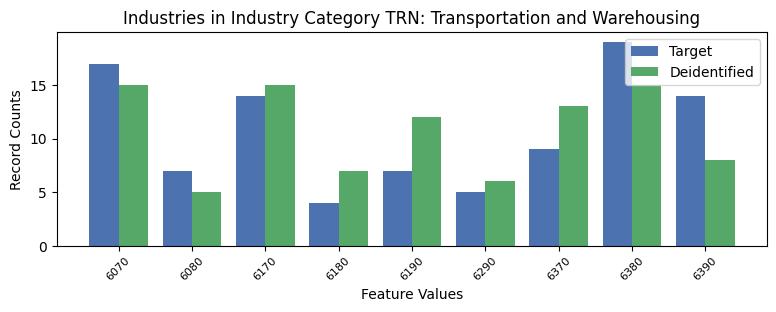 Industries in Industry Category TRN: Transportation and Warehousing
Target
Deidentified
Record Counts
15
10
5
0
6070
6080
6170
6180
6190
6290
6370
6380
6390
Feature Values